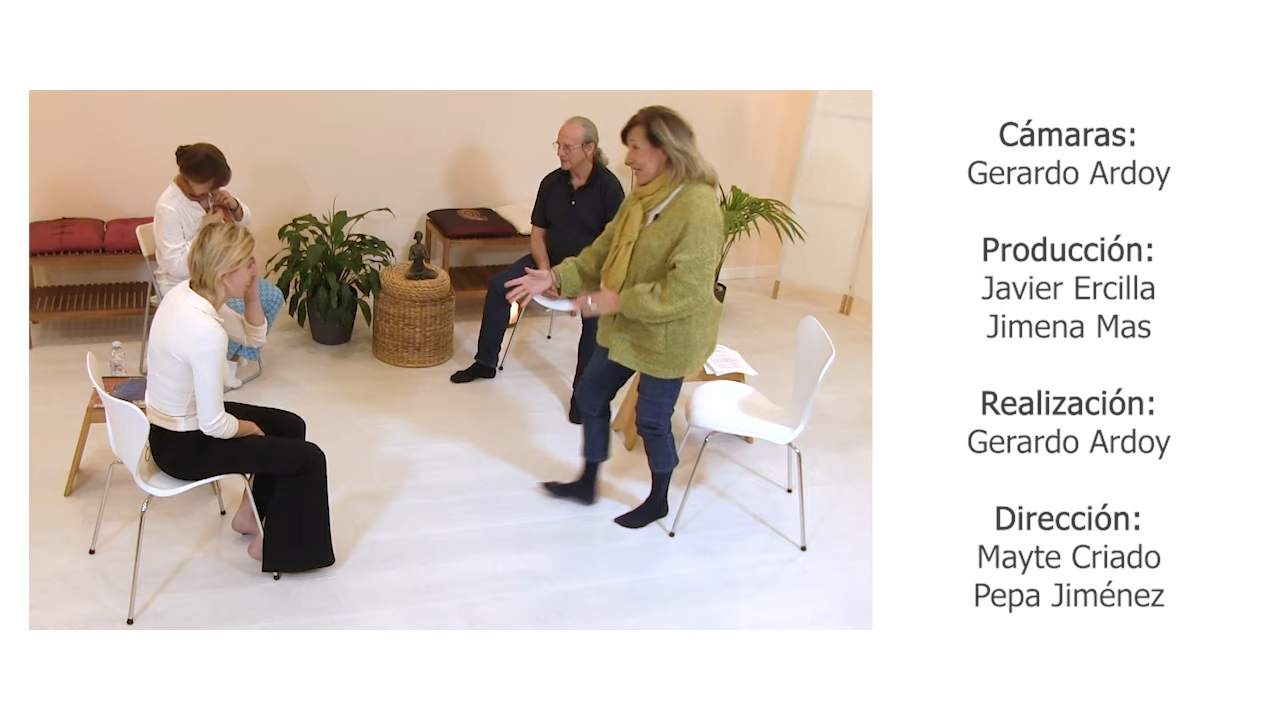 Cámaras:
Gerardo Ardoy
Producción:
Javier Ercilla
Jimena Mas
Realización:
Gerardo Ardoy
Dirección:
Mayte Criado
Pepa Jiménez